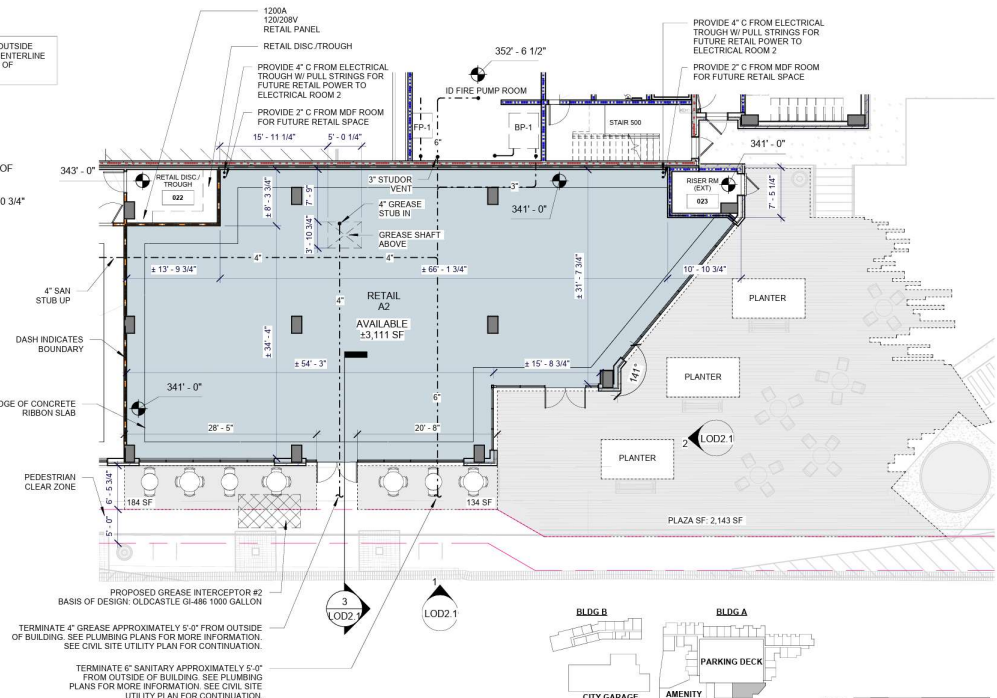 1200A
120/208V
RETAIL PANEL
RETAIL DISC./TROUGH
PROVIDE 4" C FROM ELECTRICAL
TROUGH W/ PULL STRINGS FOR
FUTURE RETAIL POWER TO
ELECTRICAL ROOM 2
PROVIDE 2" C FROM MDF ROOM
FOR FUTURE RETAIL SPACE
OUTSIDE
CENTERLINE
OF
352' - 6 1/2"
ID FIRE PUMP ROOM
PROVIDE 4" C FROM ELECTRICAL
TROUGH W/ PULL STRINGS FOR
FUTURE RETAIL POWER TO
ELECTRICAL ROOM 2
PROVIDE 2" C FROM MDF ROOM
FOR FUTURE RETAIL SPACE
6"
FP-1
BP-1
STAIR 500
15' - 11 1/4"
5' - 0 1/4"
6"
341' - 0"
OF
343' - 0"
0 3/4"
RETAIL DISC./
TROUGH
022
± 8' - 3 3/4"
7' - 9"
3' - 10 3/4"
3" STUDOR
VENT
3"
4" GREASE
STUB IN
GREASE SHAFT
ABOVE
341' - 0"
RISER RM
(EXT)
023
7' - 5 1/4"
4"
4"
± 13' - 9 3/4"
± 66' - 1 3/4"
± 31' - 7 3/4"
10' - 10 3/4"
4" SAN
STUB UP
4"
RETAIL
A2
AVAILABLE
±3,111 SF
PLANTER
DASH INDICATES
BOUNDARY
± 34' - 4"
± 54' - 3"
± 15' - 8 3/4"
141°
PLANTER
341' - 0"
6"
DGE OF CONCRETE
RIBBON SLAB
28' - 5"
20' - 8"
2
LOD2.1
PLANTER
PEDESTRIAN
CLEAR ZONE
6' - 5 3/4"
184 SF
134 SF
5' - 0"
PLAZA SF: 2,143 SF
PROPOSED GREASE INTERCEPTOR #2
BASIS OF DESIGN: OLDCASTLE GI-486 1000 GALLON
3
LOD2.1
1
LOD2.1
TERMINATE 4" GREASE APPROXIMATELY 5'-0" FROM OUTSIDE
OF BUILDING. SEE PLUMBING PLANS FOR MORE INFORMATION.
SEE CIVIL SITE UTILITY PLAN FOR CONTINUATION.
TERMINATE 6" SANITARY APPROXIMATELY 5'-0"
FROM OUTSIDE OF BUILDING. SEE PLUMBING
PLANS FOR MORE INFORMATION. SEE CIVIL SITE
UTILITY PLAN FOR CONTINUATION.
BLDG B
BLDG A
PARKING DECK
CITY GARAGE
AMENITY